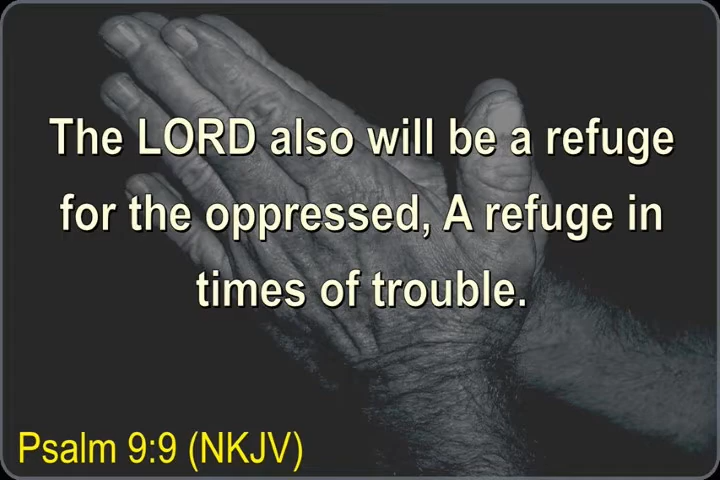 The LORD also will be a refuge
for the oppressed, A refuge in
times of trouble.
Psalm 9:9 (NKJV)